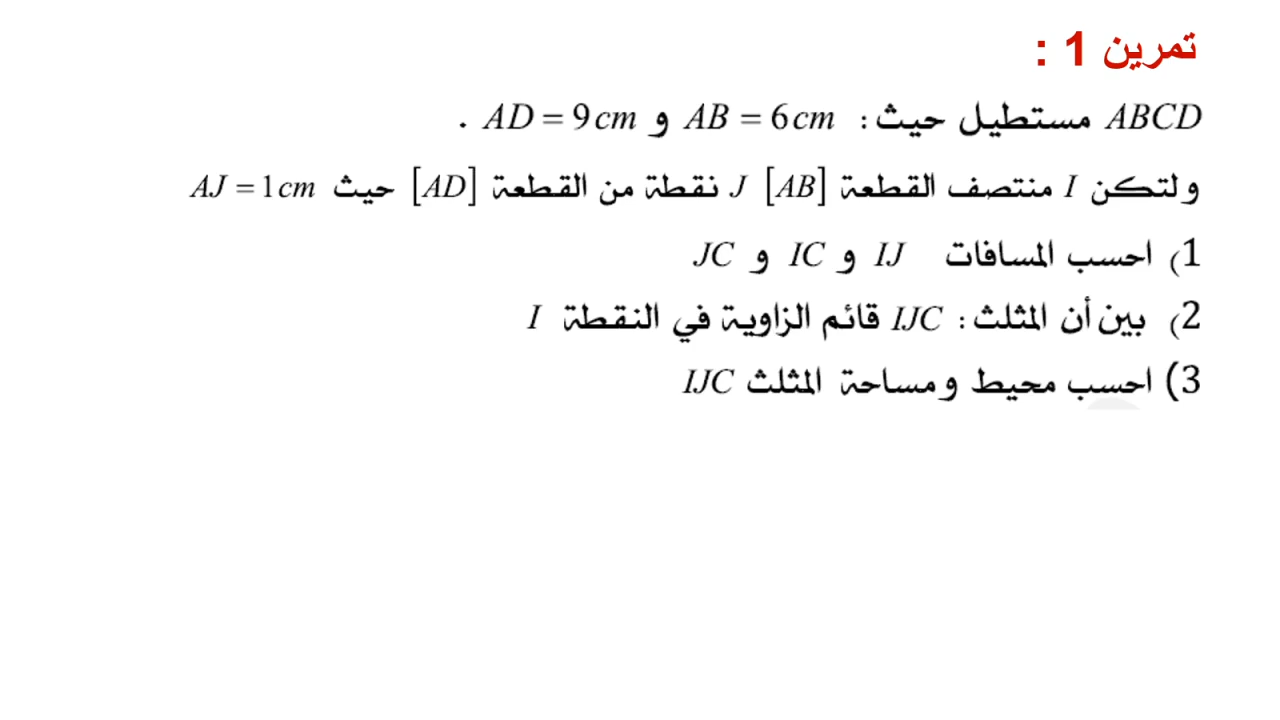 تمرين 1 :
ABCD مستطيل حيث : AB = 6cm و AD = 9cm .
ولتكن I منتصف القطعة [AB] J نقطة من القطعة [AD] حيث AJ = 1cm
1) احسب المسافات IJ و IC و JC
2) بين أن المثلث : IJC قائم الزاوية في النقطة I
3) احسب محيط ومساحة المثلث IJC